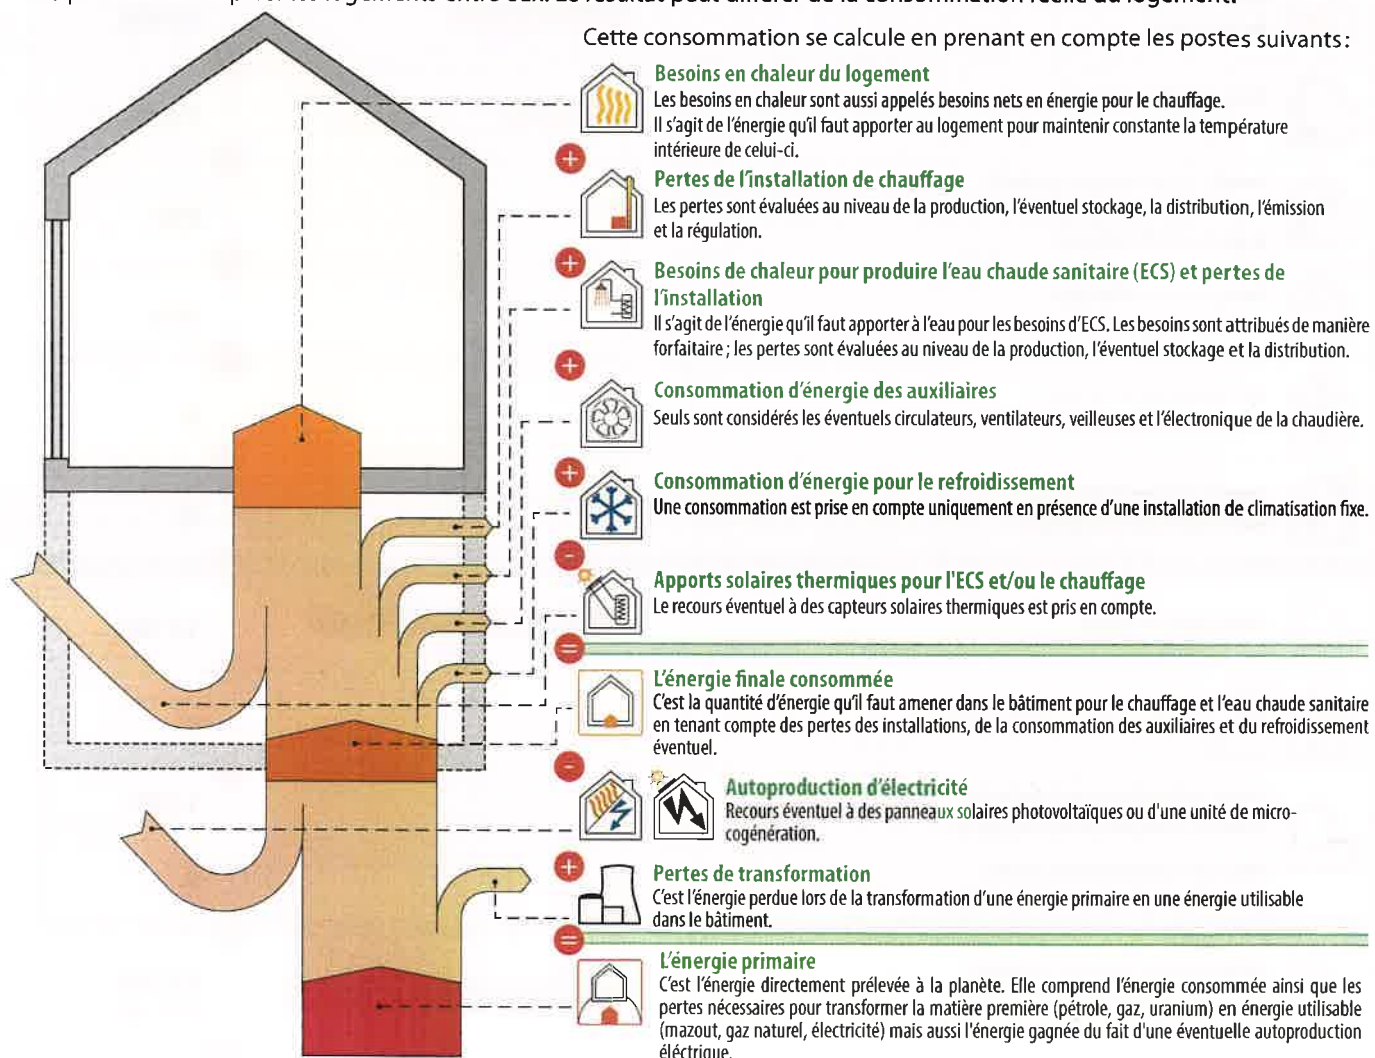 les logements entre eux. Le résultat peut différer de la consommation réelle du logement.
Cette consommation se calcule en prenant en compte les postes suivants :
Besoins en chaleur du logement
Les besoins en chaleur sont aussi appelés besoins nets en énergie pour le chauffage.
Il s'agit de l'énergie qu'il faut apporter au logement pour maintenir constante la température
intérieure de celui-ci.
+
Pertes de l'installation de chauffage
Les pertes sont évaluées au niveau de la production, l'éventuel stockage, la distribution, l'émission
et la régulation.
+
Besoins de chaleur pour produire l'eau chaude sanitaire (ECS) et pertes de
l'installation
Il s'agit de l'énergie qu'il faut apporter à l'eau pour les besoins d'ECS. Les besoins sont attribués de manière
forfaitaire ; les pertes sont évaluées au niveau de la production, l'éventuel stockage et la distribution.
+
Consommation d'énergie des auxiliaires
Seuls sont considérés les éventuels circulateurs, ventilateurs, veilleuses et l'électronique de la chaudière.
+
Consommation d'énergie pour le refroidissement
Une consommation est prise en compte uniquement en présence d'une installation de climatisation fixe.
-
Apports solaires thermiques pour l'ECS et/ou le chauffage
Le recours éventuel à des capteurs solaires thermiques est pris en compte.
=
L'énergie finale consommée
C'est la quantité d'énergie qu'il faut amener dans le bâtiment pour le chauffage et l'eau chaude sanitaire
en tenant compte des pertes des installations, de la consommation des auxiliaires et du refroidissement
éventuel.
-
Autoproduction d'électricité
Recours éventuel à des panneaux solaires photovoltaïques ou d'une unité de micro-
cogénération.
+
Pertes de transformation
C'est l'énergie perdue lors de la transformation d'une énergie primaire en une énergie utilisable
dans le bâtiment.
=
L'énergie primaire
C'est l'énergie directement prélevée à la planète. Elle comprend l'énergie consommée ainsi que les
pertes nécessaires pour transformer la matière première (pétrole, gaz, uranium) en énergie utilisable
(mazout, gaz naturel, électricité) mais aussi l'énergie gagnée du fait d'une éventuelle autoproduction
éléctrique.